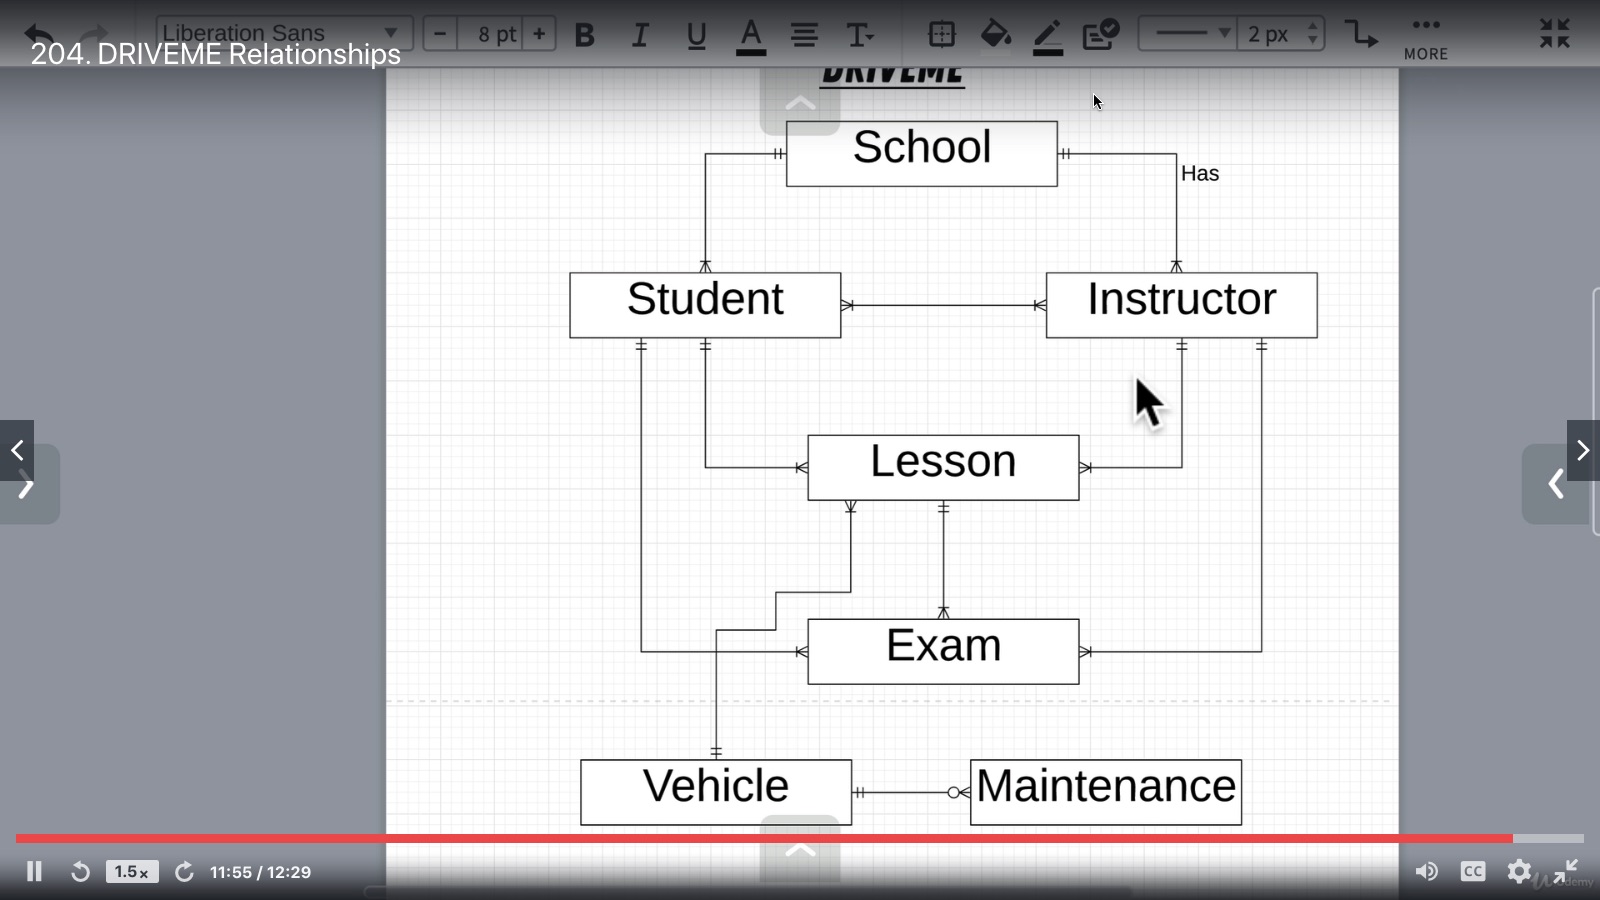 Liberation Sans
8 pt
B I U A T
2 px
MORE
204. DRIVEME Relationships
DRIVEME
School
Has
Student
Instructor
Lesson
Exam
Vehicle
Maintenance
1.5x
11:55 / 12:29
CC
Udemy